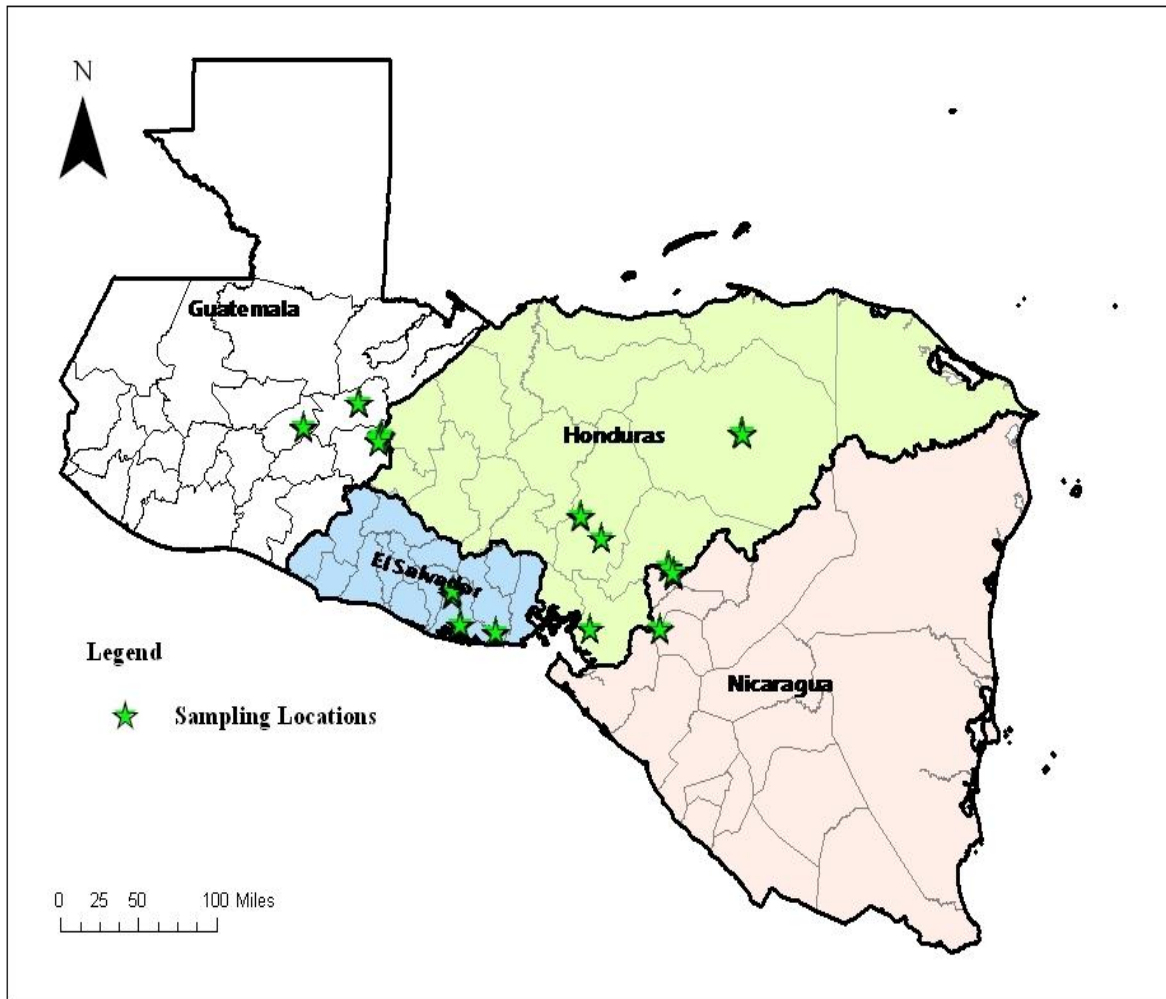 N
Guatemala
Honduras
El Salvador
Legend
Nicaragua
Sampling Locations
0 25 50 100 Miles